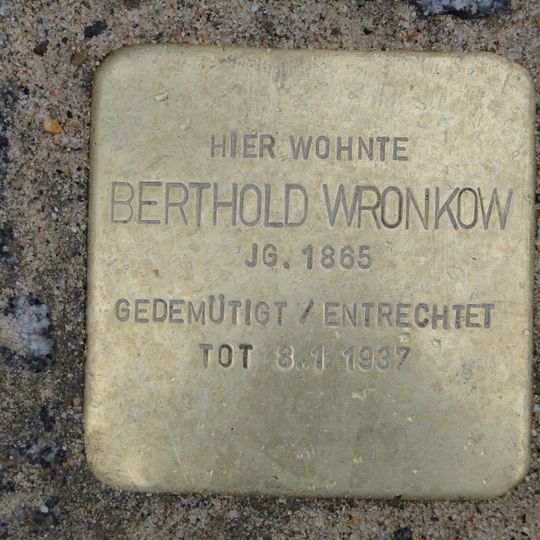 HIER WOHNTE
BERTHOLD WRONKOW
JG. 1865
GEDEMÜTIGT / ENTRECHTET
TOT 8.1.1937